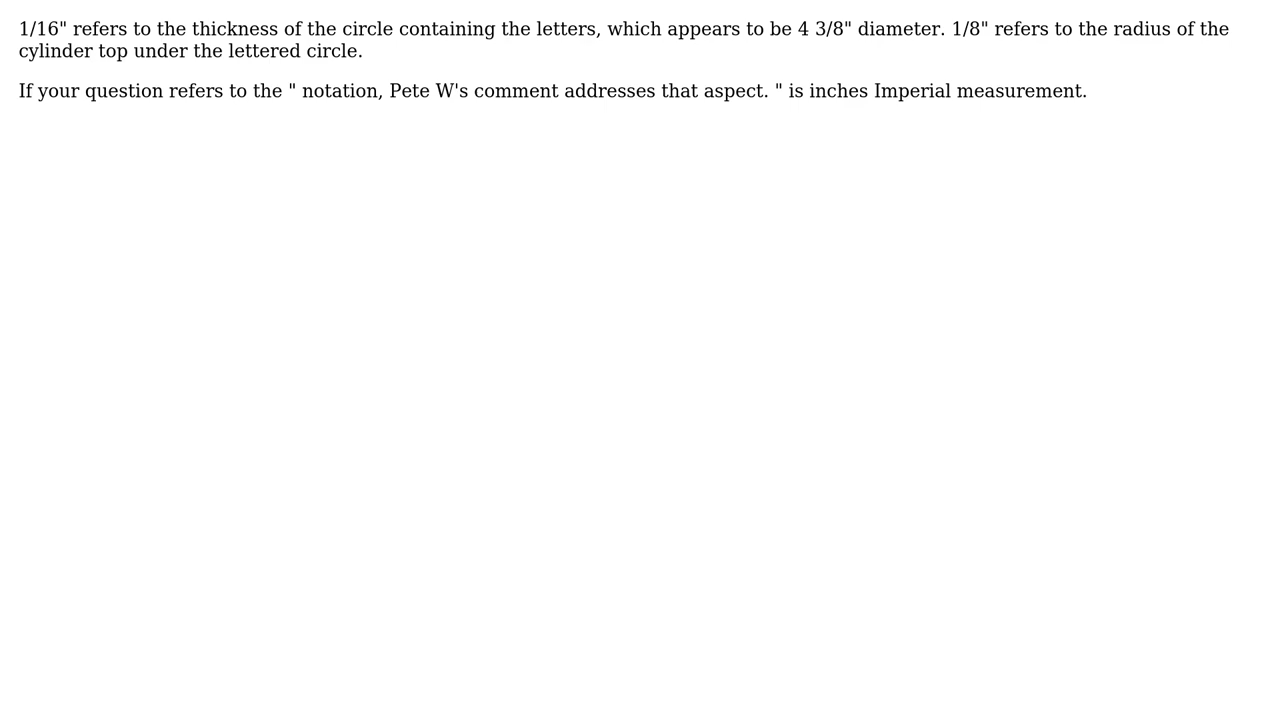 1/16" refers to the thickness of the circle containing the letters, which appears to be 4 3/8" diameter. 1/8" refers to the radius of the
cylinder top under the lettered circle.
If your question refers to the " notation, Pete W's comment addresses that aspect. " is inches Imperial measurement.